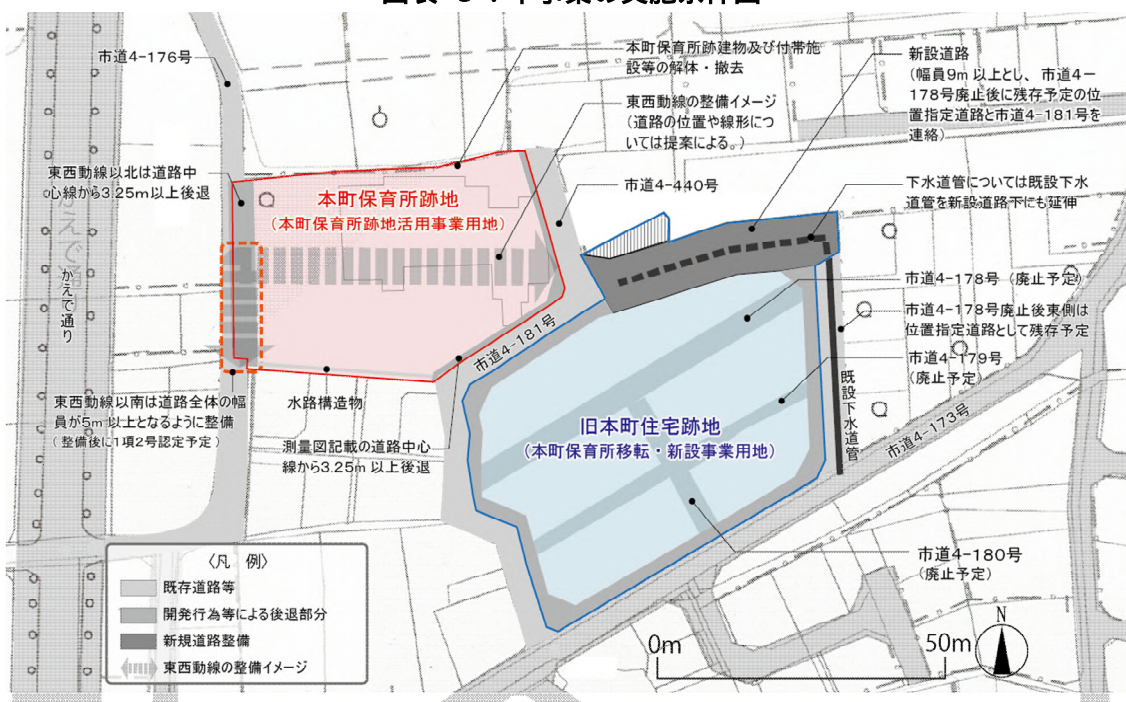 市道4-176号
本町保育所跡建物及び付帯施
設等の解体・撤去
東西動線の整備イメージ
(道路の位置や線形につ
いては提案による。)
新設道路
(幅員9m以上とし、市道4-
178号廃止後に残存予定の位
置指定道路と市道4-181号を
連絡)
東西動線以北は道路中
心線から3.25m以上後退
本町保育所跡地
(本町保育所跡地活用事業用地)
市道4-440号
下水道管については既設下水
道管を新設道路下にも延伸
かえで通り
かえで通り
市道4-178号(廃止予定)
市道4-178号廃止後東側は
位置指定道路として残存予定
市道4-181号
市道4-179号
(廃止予定)
既設下水道管
市道4-173号
東西動線以南は道路全体の幅
員が5m以上となるように整備
(整備後に1項2号認定予定)
水路構造物
測量図記載の道路中心
線から3.25m以上後退
旧本町住宅跡地
(本町保育所移転・新設事業用地)
市道4-180号
(廃止予定)
〈凡 例〉
既存道路等
開発行為等による後退部分
新規道路整備
東西動線の整備イメージ
0m
50m
N